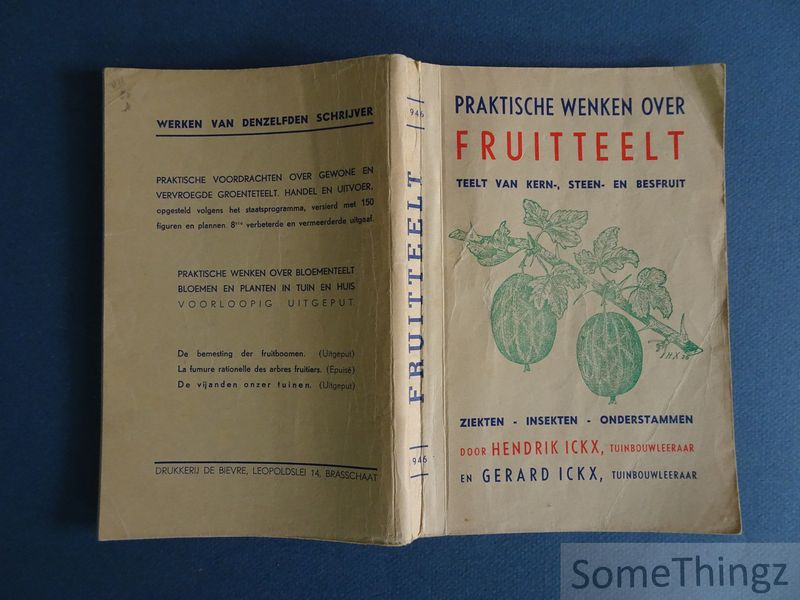 WERKEN VAN DENZELFDEN SCHRIJVER
PRAKTISCHE VOORDRACHTEN OVER GEWONE EN
VERVROEGDE GROENTETEELT. HANDEL EN UITVOER,
opgesteld volgens het staatsprogramma, versierd met 150
figuren en plannen. 8ste verbeterde en vermeerderde uitgaaf.
PRAKTISCHE WENKEN OVER BLOEMENTEELT
BLOEMEN EN PLANTEN IN TUIN EN HUIS
VOORLOOPIG UITGEPUT.
De bemesting der fruitboomen. (Uitgeput)
La fumure rationelle des arbres fruitiers. (Epuisé)
De vijanden onzer tuinen. (Uitgeput)
DRUKKERIJ DE BIEVRE, LEOPOLDSLEI 14, BRASSCHAAT
946
FRUITTEELT
946
PRAKTISCHE WENKEN OVER
FRUITTEELT
TEELT VAN KERN-, STEEN- EN BESFRUIT
ZIEKTEN - INSEKTEN - ONDERSTAMMEN
DOOR HENDRIK ICKX, TUINBOUWLEERAAR
EN GERARD ICKX, TUINBOUWLEERAAR
SomeThingz